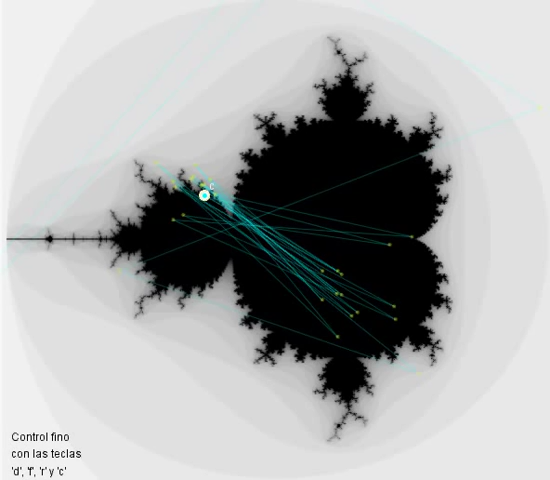 c
Control fino
con las teclas
'd', 'f', 'r' y 'c'